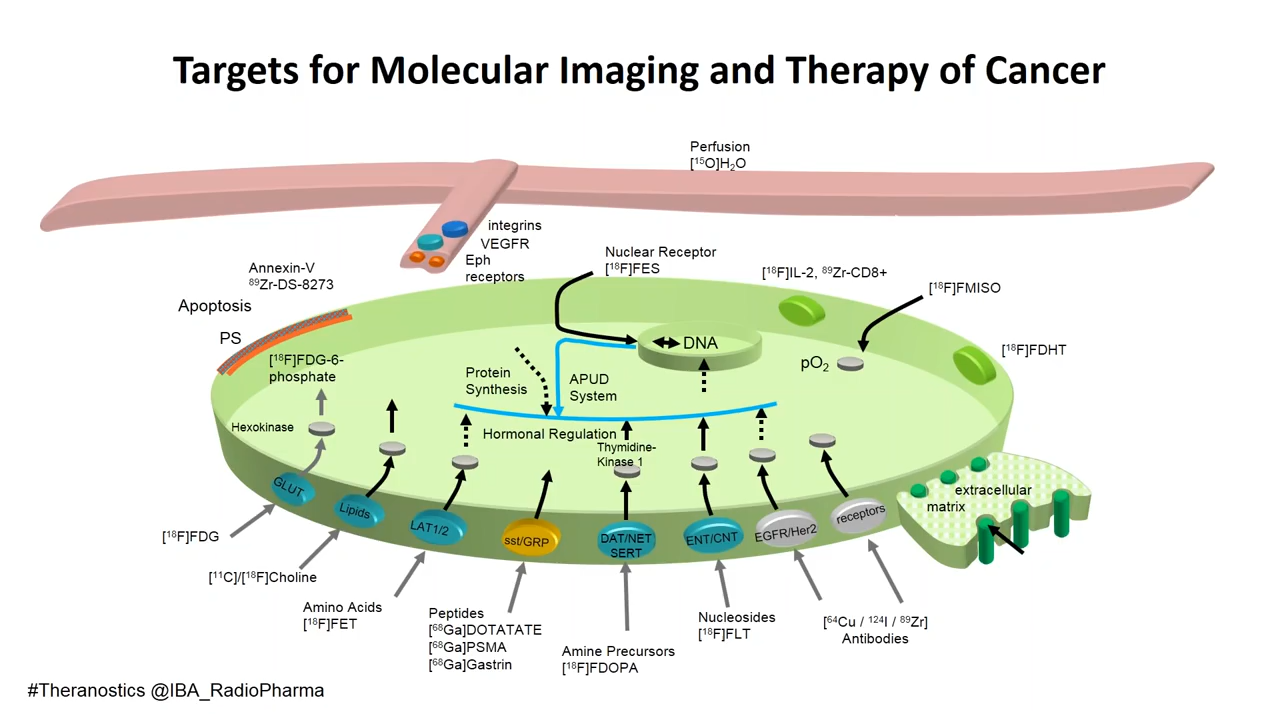 Targets for Molecular Imaging and Therapy of Cancer
Perfusion
[¹⁵O]H₂O
integrins
VEGFR
Eph
receptors
Nuclear Receptor
[¹⁸F]FES
Annexin-V
⁸⁹Zr-DS-8273
Apoptosis
PS
[¹⁸F]IL-2, ⁸⁹Zr-CD8+
[¹⁸F]FMISO
[¹⁸F]FDHT
pO₂
DNA
[¹⁸F]FDG-6-
phosphate
Hexokinase
Protein
Synthesis
APUD
System
Hormonal Regulation
Thymidine-
Kinase 1
GLUT
Lipids
LAT1/2
sst/GRP
DAT/NET
SERT
ENT/CNT
EGFR/Her2
receptors
extracellular
matrix
[¹⁸F]FDG
[¹¹C]/[¹⁸F]Choline
Amino Acids
[¹⁸F]FET
Peptides
[⁶⁸Ga]DOTATATE
[⁶⁸Ga]PSMA
[⁶⁸Ga]Gastrin
Amine Precursors
[¹⁸F]FDOPA
Nucleosides
[¹⁸F]FLT
[⁶⁴Cu / ¹²⁴I / ⁸⁹Zr]
Antibodies
#Theranostics @IBA_RadioPharma